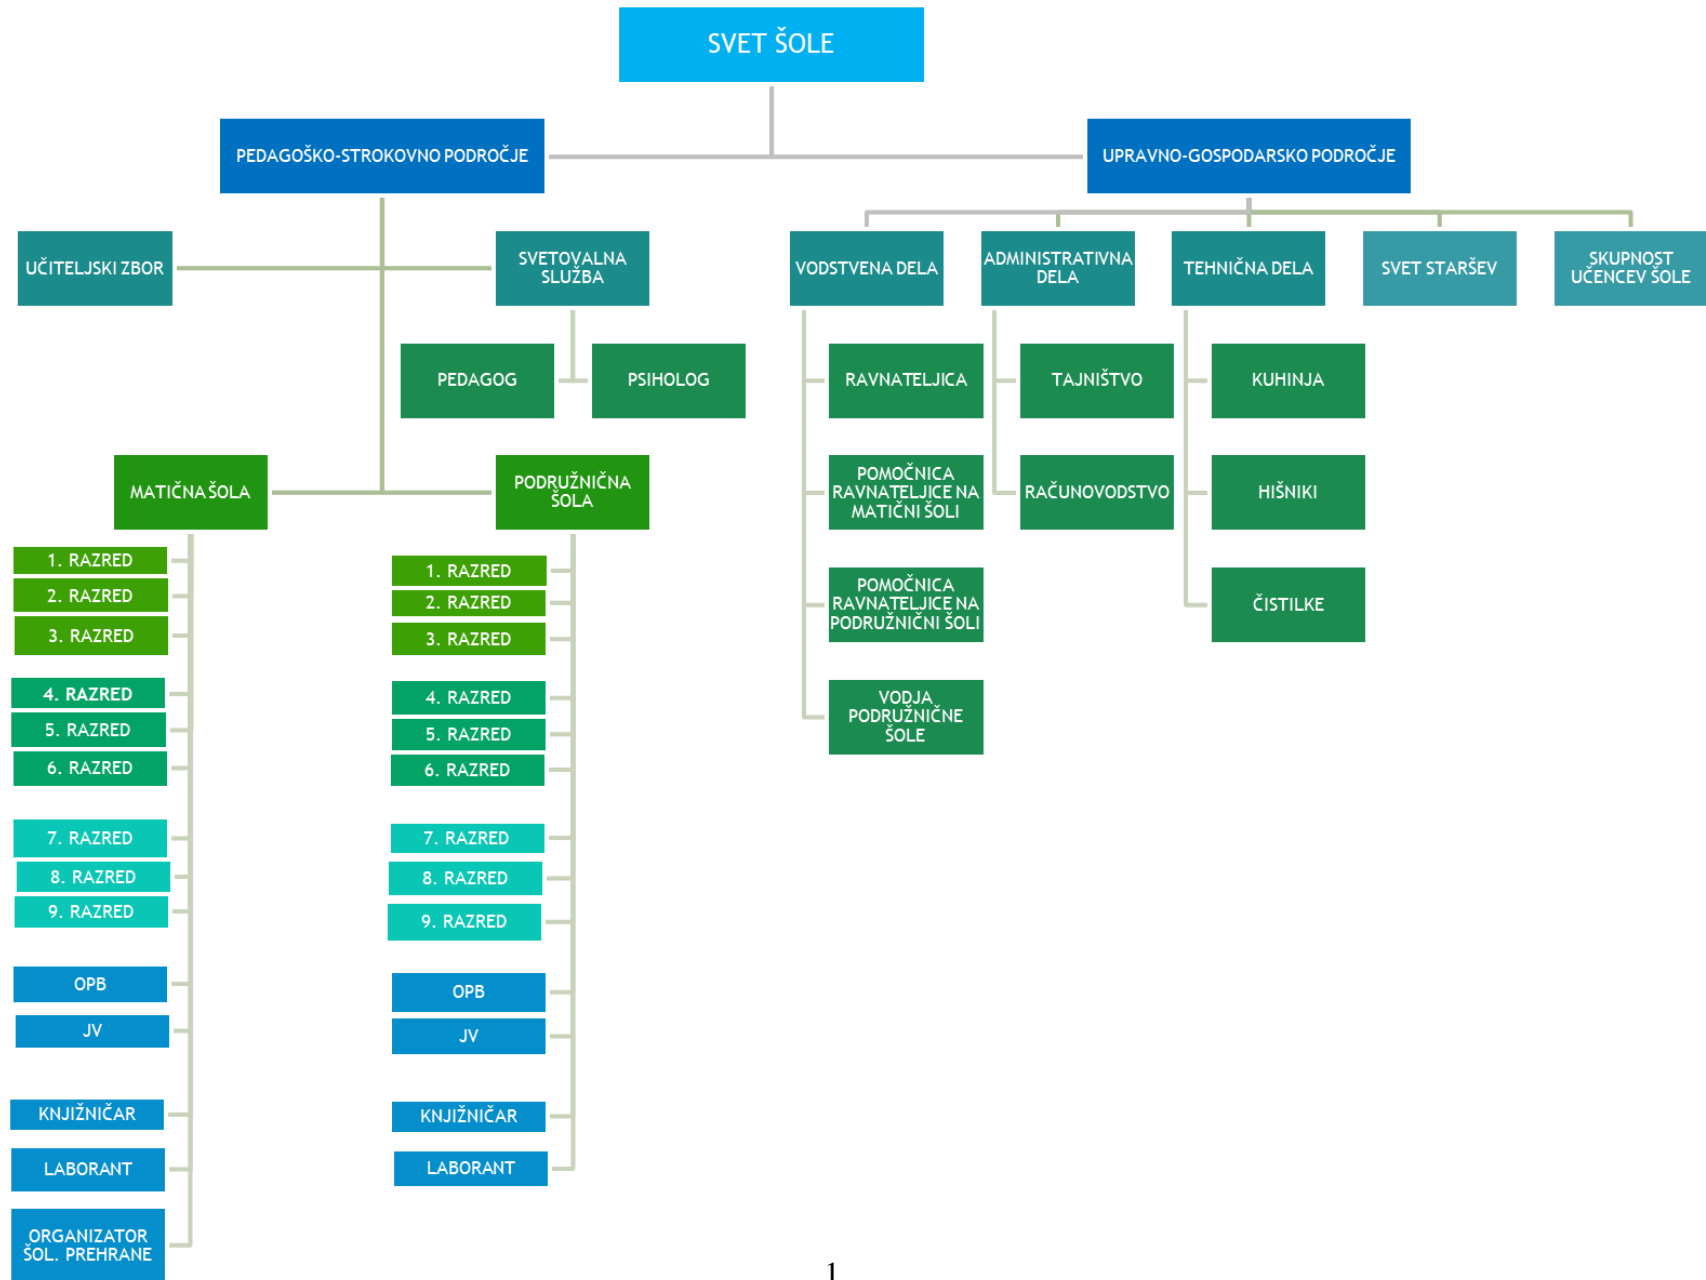 SVET ŠOLE
PEDAGOŠKO-STROKOVNO PODROČJE
UPRAVNO-GOSPODARSKO PODROČJE
UČITELJSKI ZBOR
SVETOVALNA
SLUŽBA
VODSTVENA DELA
ADMINISTRATIVNA
DELA
TEHNIČNA DELA
SVET STARŠEV
SKUPNOST
UČENCEV ŠOLE
PEDAGOG
PSIHOLOG
RAVNATELJICA
TAJNIŠTVO
KUHINJA
MATIČNA ŠOLA
PODRUŽNIČNA
ŠOLA
POMOČNICA
RAVNATELJICE NA
MATIČNI ŠOLI
RAČUNOVODSTVO
HIŠNIKI
POMOČNICA
RAVNATELJICE NA
PODRUŽNIČNI ŠOLI
ČISTILKE
VODJA
PODRUŽNIČNE
ŠOLE
1. RAZRED
2. RAZRED
3. RAZRED
4. RAZRED
5. RAZRED
6. RAZRED
7. RAZRED
8. RAZRED
9. RAZRED
OPB
JV
KNJIŽNIČAR
LABORANT
ORGANIZATOR
ŠOL. PREHRANE
1. RAZRED
2. RAZRED
3. RAZRED
4. RAZRED
5. RAZRED
6. RAZRED
7. RAZRED
8. RAZRED
9. RAZRED
OPB
JV
KNJIŽNIČAR
LABORANT
1